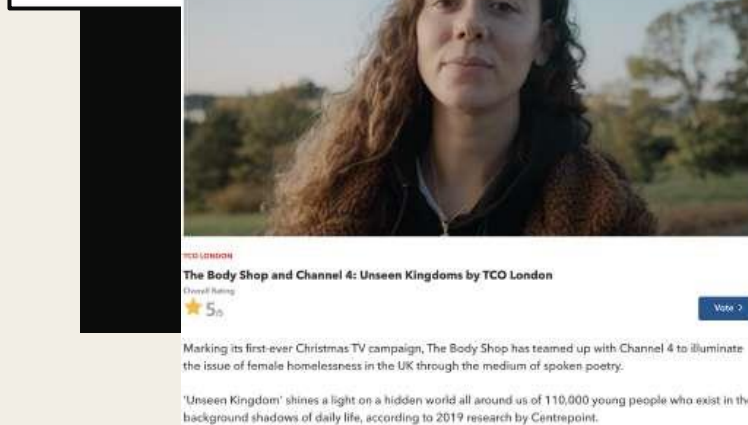 TCO LONDON
The Body Shop and Channel 4: Unseen Kingdoms by TCO London
Overall Rating
5/5
Vote >
Marking its first-ever Christmas TV campaign, The Body Shop has teamed up with Channel 4 to illuminate
the issue of female homelessness in the UK through the medium of spoken poetry.
'Unseen Kingdom' shines a light on a hidden world all around us of 110,000 young people who exist in the
background shadows of daily life, according to 2019 research by Centrepoint.